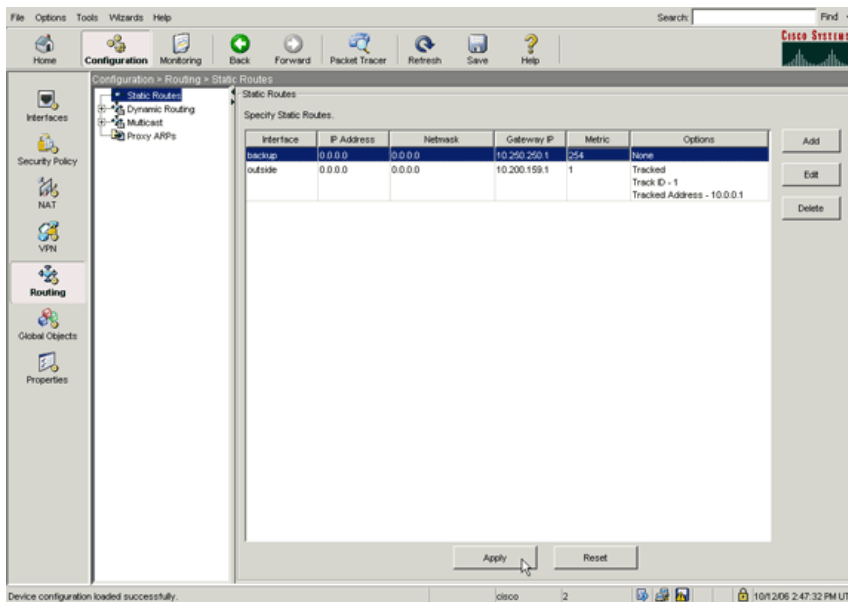 File Options Tools Wizards Help Search: Find
Home Configuration Monitoring Back Forward Packet Tracer Refresh Save Help
CISCO SYSTEMS
Configuration > Routing > Static Routes
Interfaces
Security Policy
NAT
VPN
Routing
Global Objects
Properties
Static Routes
Dynamic Routing
Multicast
Proxy ARPs
Static Routes
Specify Static Routes.
Interface IP Address Netmask Gateway IP Metric Options
backup 0.0.0.0 0.0.0.0 10.250.250.1 254 None
outside 0.0.0.0 0.0.0.0 10.200.159.1 1 Tracked
Track ID - 1
Tracked Address - 10.0.0.1
Add
Edit
Delete
Apply Reset
Device configuration loaded successfully. cisco 2 10/12/06 2:47:32 PM UT